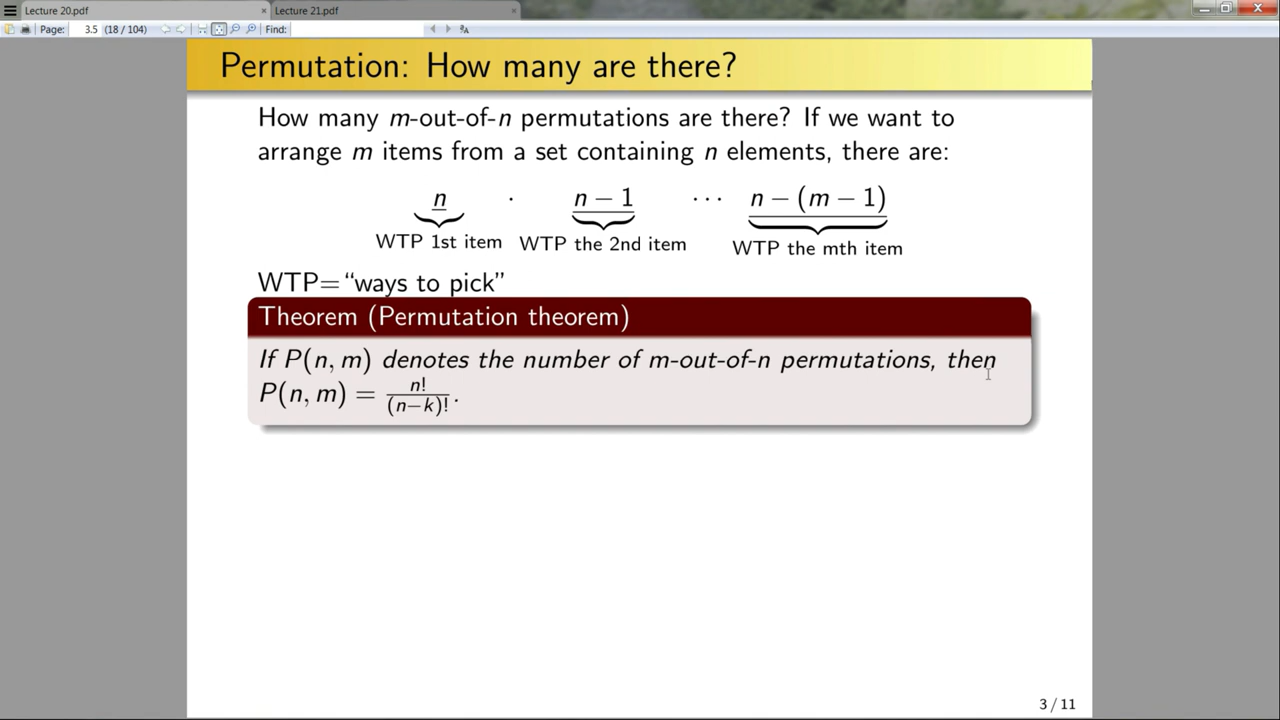 Lecture 20.pdf × Lecture 21.pdf ×
Page: 3.5 (18 / 104) Find:
Permutation: How many are there?
How many m-out-of-n permutations are there? If we want to
arrange m items from a set containing n elements, there are:
n · n − 1 ··· n − (m − 1)
WTP 1st item WTP the 2nd item WTP the mth item
WTP= “ways to pick”
Theorem (Permutation theorem)
If P(n, m) denotes the number of m-out-of-n permutations, then
P(n, m) = n!/(n−k)!.
3 / 11